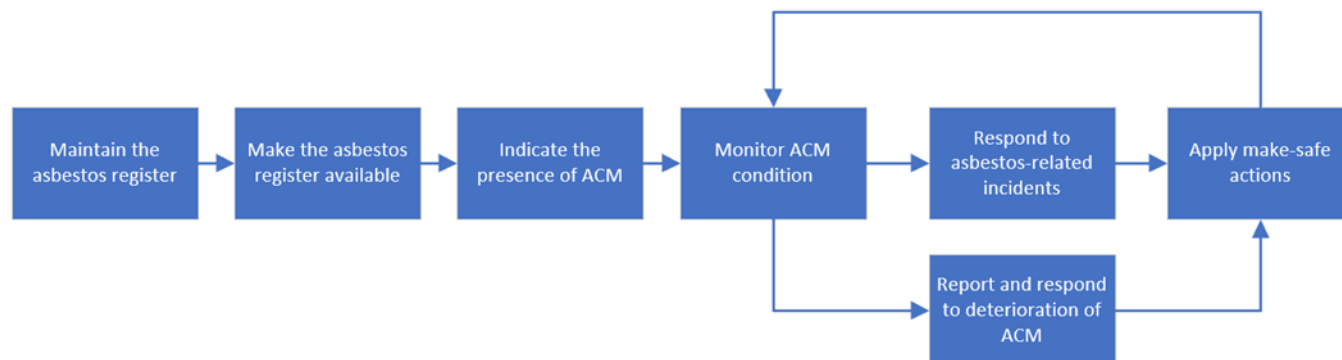 Maintain the
asbestos register
Make the asbestos
register available
Indicate the
presence of ACM
Monitor ACM
condition
Respond to
asbestos-related
incidents
Apply make-safe
actions
Report and respond
to deterioration of
ACM